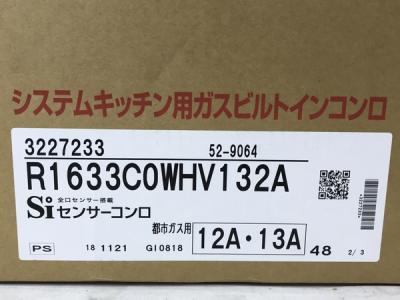 システムキッチン用ガスビルトインコンロ
3227233 52-9064
R1633C0WHV132A
全口センサー搭載
Siセンサーコンロ
都市ガス用 12A・13A
PS 18 1121 GI0818 48 2/3